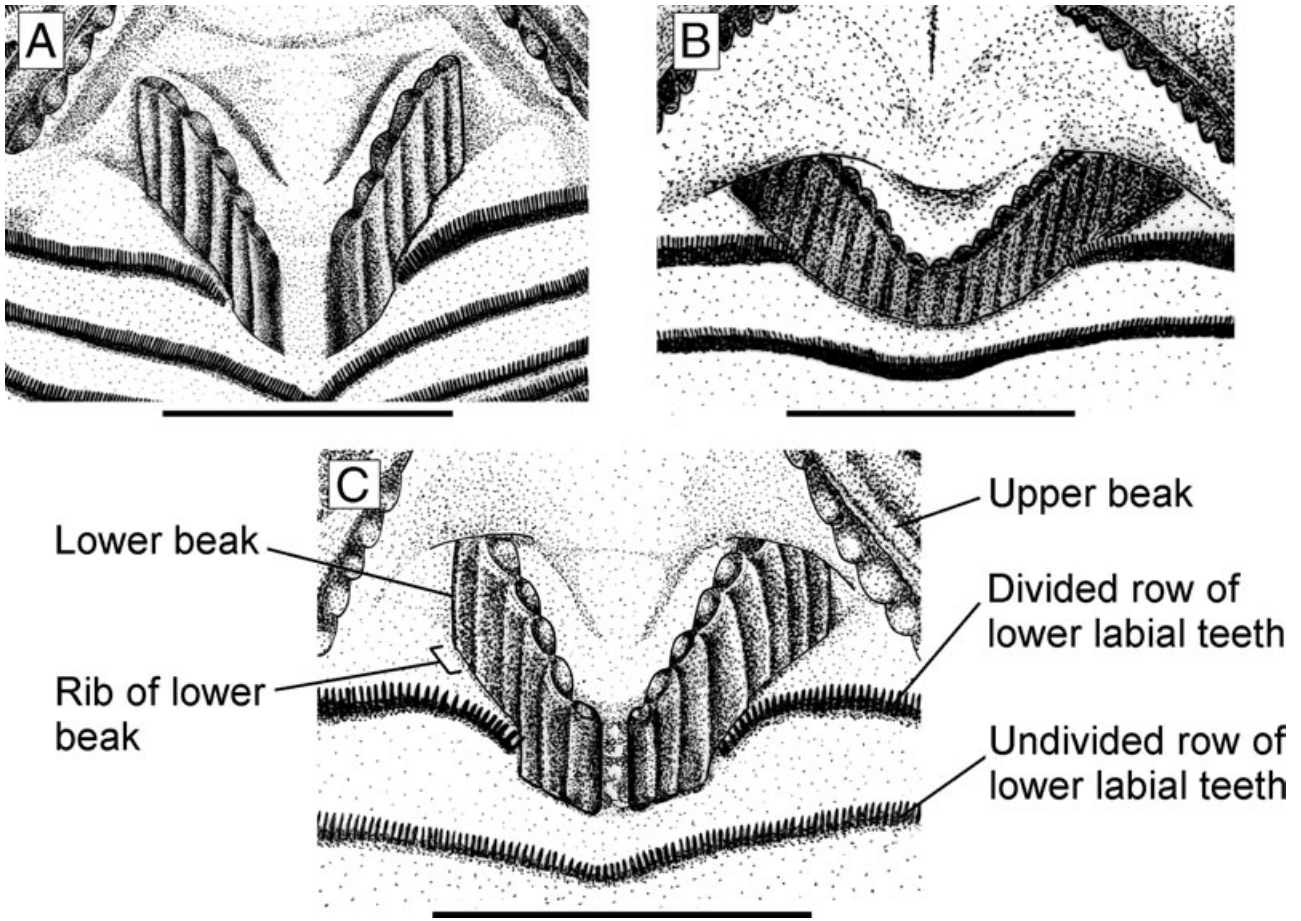 A
B
C
Lower beak
Rib of lower
beak
Upper beak
Divided row of
lower labial teeth
Undivided row of
lower labial teeth